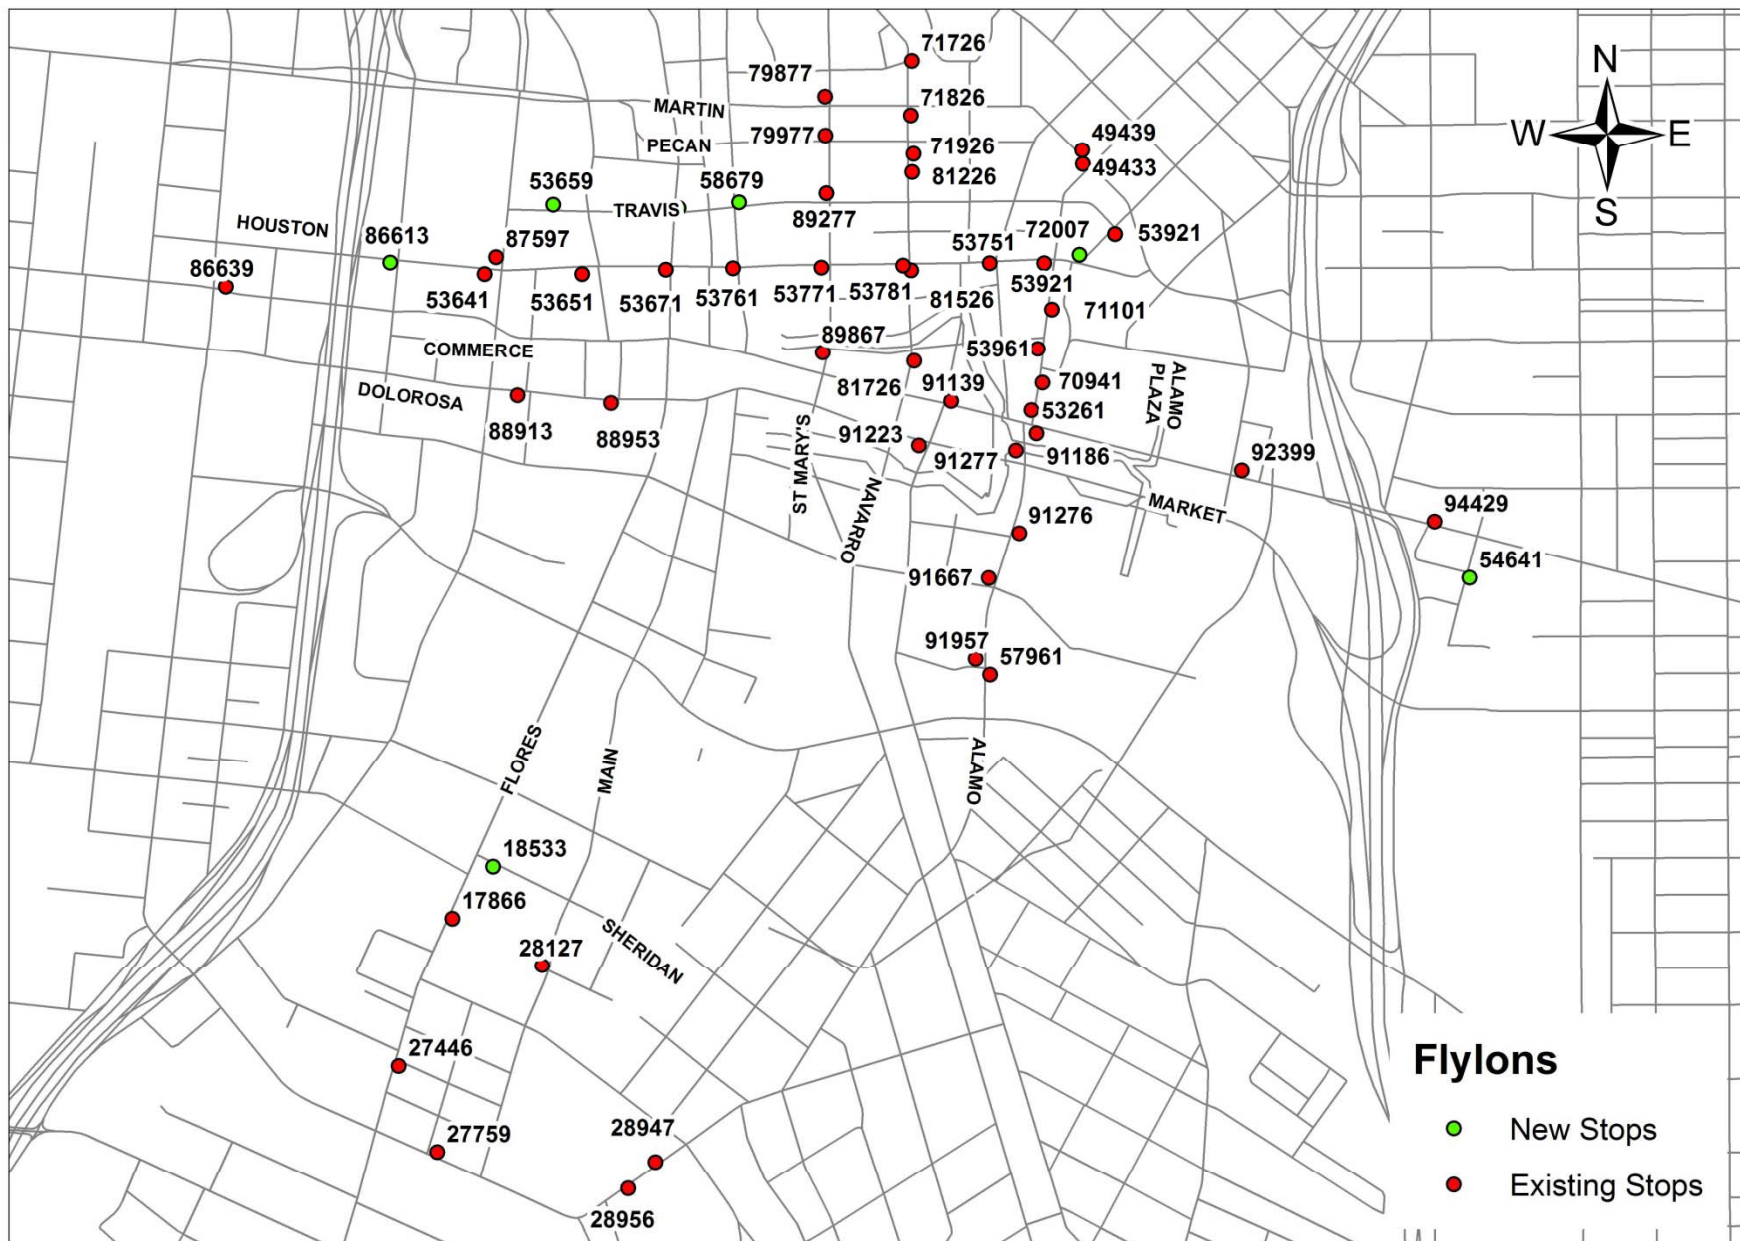 71726
79877
N
71826
MARTIN
49439
W
E
79977
PECAN
71926
49433
81226
53659
58679
S
TRAVIS
HOUSTON
89277
86613
87597
53751
72007
53921
86639
53641
53651
53671
53761
53771
53781
81526
53921
71101
89867
COMMERCE
53961
ALAMO
PLAZA
DOLOROSA
81726
91139
70941
53261
88913
88953
ST MARY'S
91223
91277
91186
92399
NAVARRO
MARKET
94429
91276
54641
91667
91957
57961
FLORES
MAIN
ALAMO
18533
17866
28127
SHERIDAN
27446
Flylons
27759
28947
New Stops
Existing Stops
28956